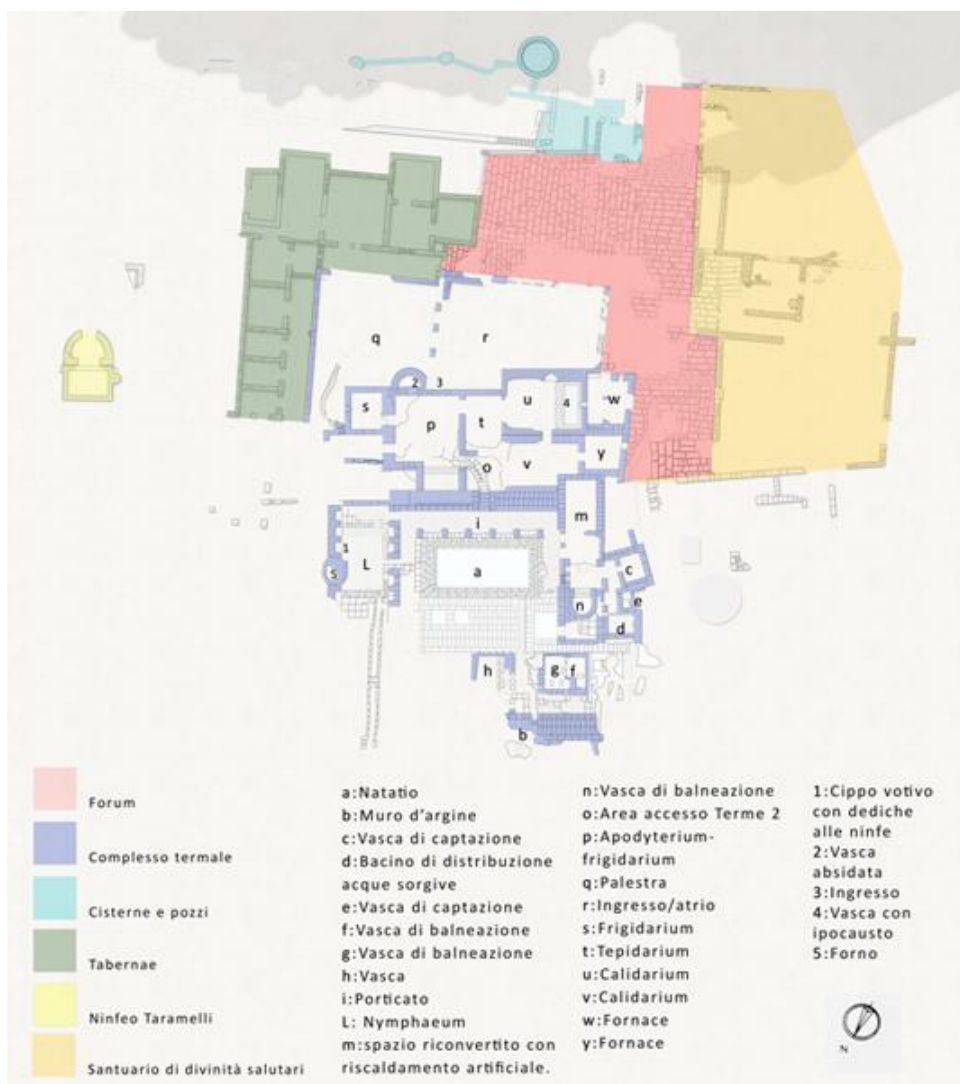 q
r
2
3
s
u
4
w
p
t
o
v
y
m
i
1
L
5
a
c
n
e
d
h
g
f
b
Forum
Complesso termale
Cisterne e pozzi
Tabernae
Ninfeo Taramelli
Santuario di divinità salutari
a:Natatio
b:Muro d'argine
c:Vasca di captazione
d:Bacino di distribuzione
acque sorgive
e:Vasca di captazione
f:Vasca di balneazione
g:Vasca di balneazione
h:Vasca
i:Porticato
L: Nymphaeum
m:spazio riconvertito con
riscaldamento artificiale.
n:Vasca di balneazione
o:Area accesso Terme 2
p:Apodyterium-
frigidarium
q:Palestra
r:Ingresso/atrio
s:Frigidarium
t:Tepidarium
u:Calidarium
v:Calidarium
w:Fornace
y:Fornace
1:Cippo votivo
con dediche
alle ninfe
2:Vasca
absidata
3:Ingresso
4:Vasca con
ipocausto
5:Forno
N